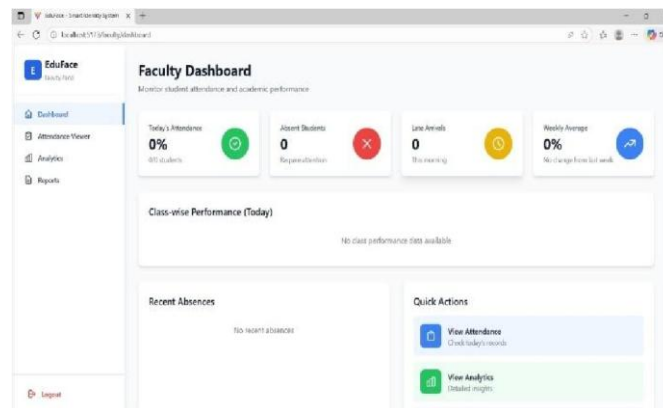 EduFace - Smart Identity System
localhost:5173/faculty/dashboard
EduFace
Faculty Panel
Dashboard
Attendance Viewer
Analytics
Reports
Logout
Faculty Dashboard
Monitor student attendance and academic performance
Today's Attendance
0%
0/0 students
Absent Students
0
Require attention
Late Arrivals
0
This morning
Weekly Average
0%
No change from last week
Class-wise Performance (Today)
No class performance data available
Recent Absences
No recent absences
Quick Actions
View Attendance
Check today's records
View Analytics
Detailed insights